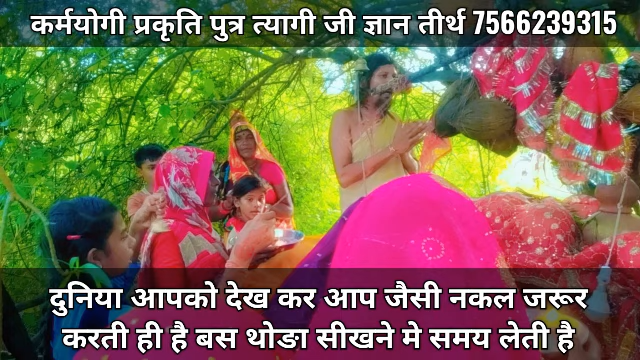 कर्मयोगी प्रकृति पुत्र त्यागी जी ज्ञान तीर्थ 7566239315
दुनिया आपको देख कर आप जैसी नकल जरूर
करती ही है बस थोङा सीखने मे समय लेती है